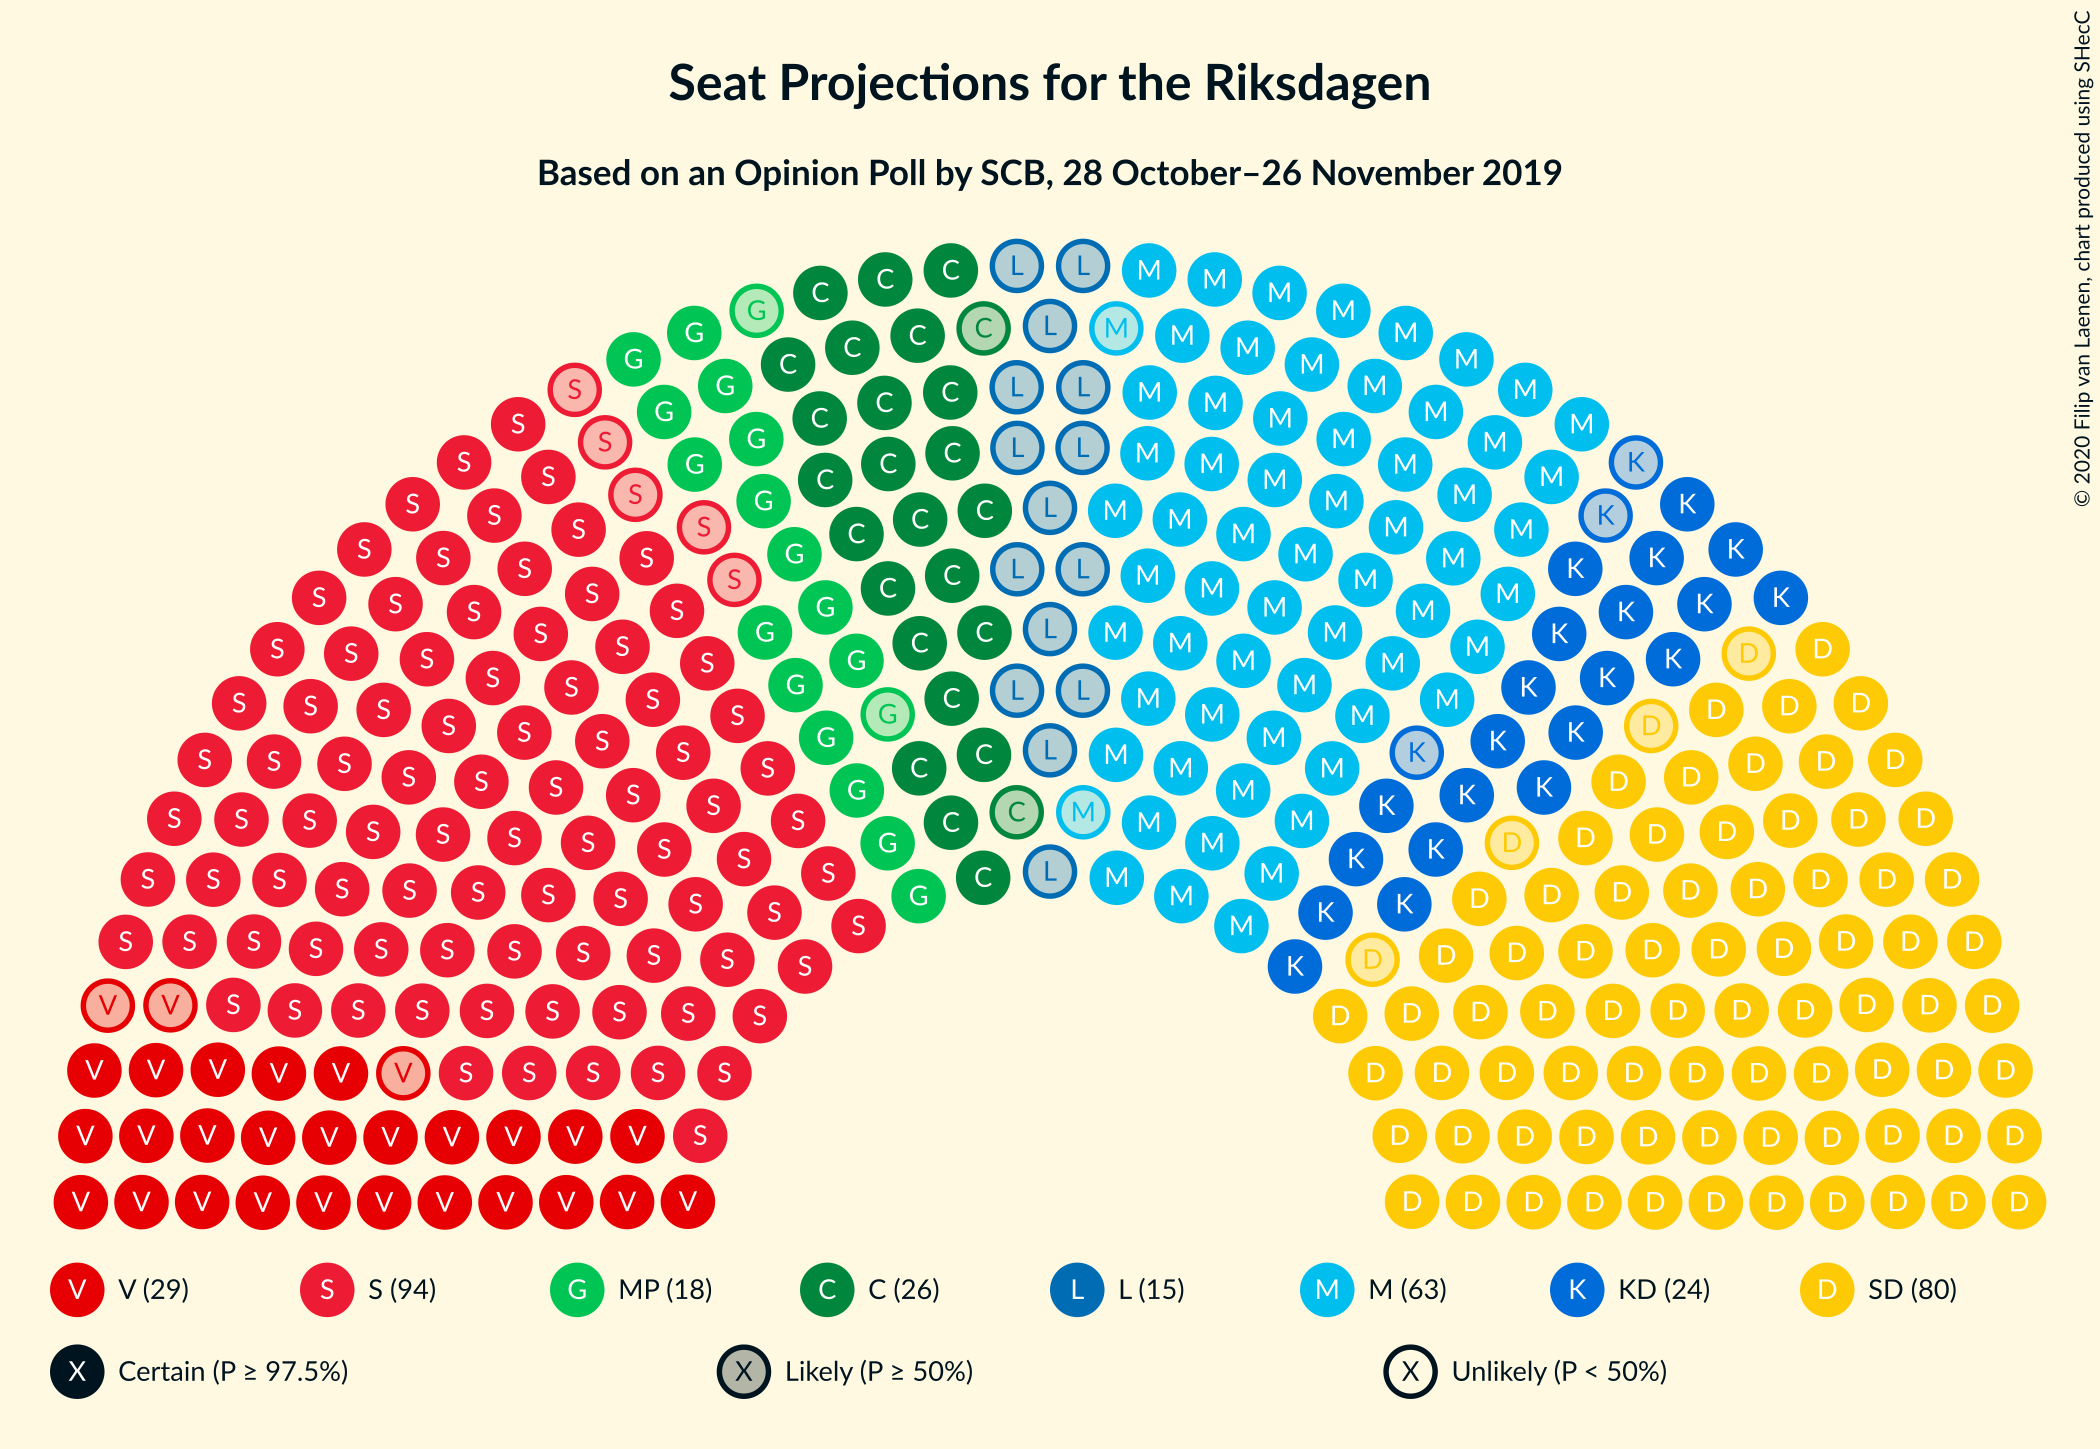 Seat Projections for the Riksdagen
Based on an Opinion Poll by SCB, 28 October–26 November 2019
© 2020 Filip van Laenen, chart produced using SHecC
V V (29) S S (94) G MP (18) C C (26) L L (15) M M (63) K KD (24) D SD (80)
X Certain (P ≥ 97.5%) X Likely (P ≥ 50%) X Unlikely (P < 50%)